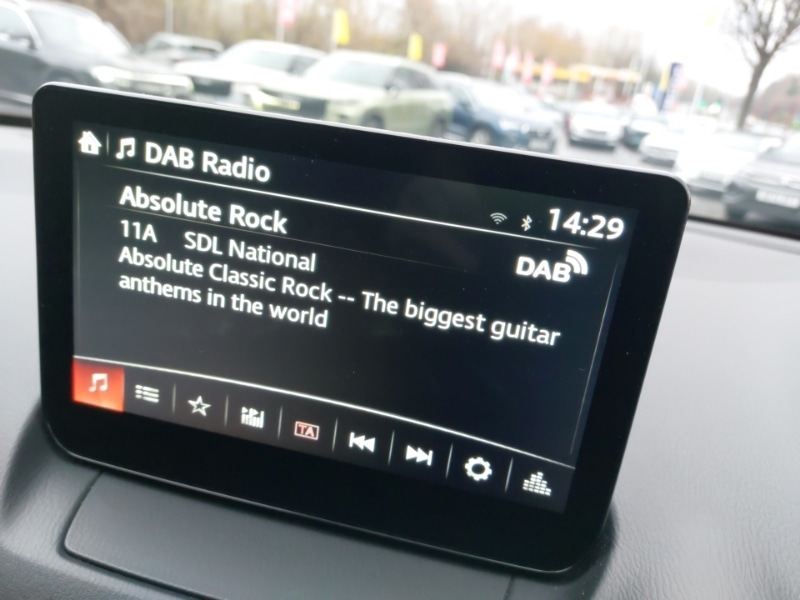 DAB Radio
Absolute Rock
14:29
11A SDL National
DAB
Absolute Classic Rock -- The biggest guitar
anthems in the world
TA